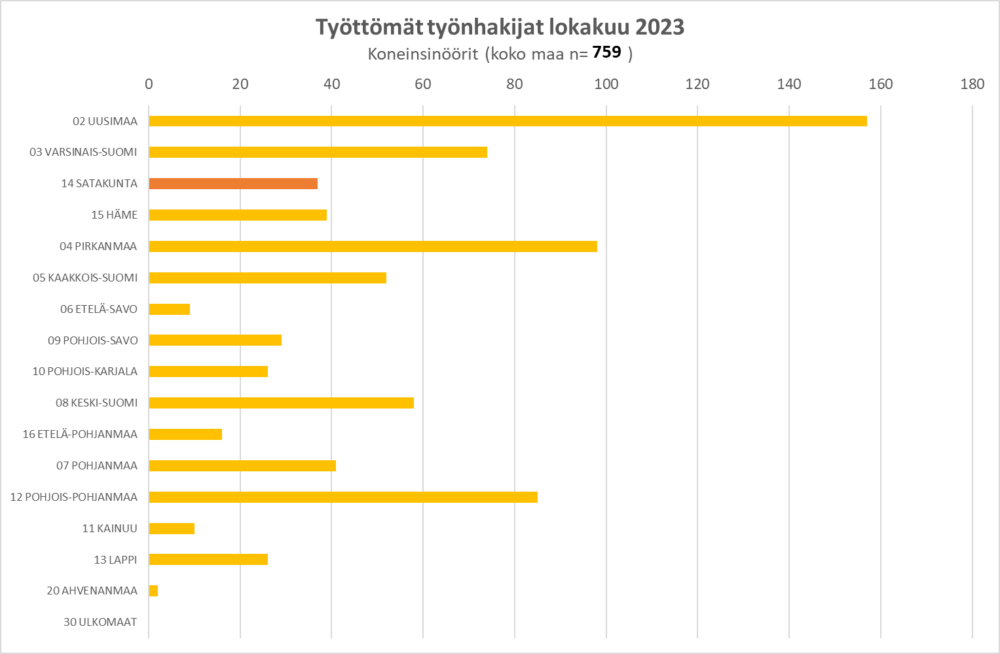 Työttömät työnhakijat lokakuu 2023
Koneinsinöörit (koko maa n= 759 )
0 20 40 60 80 100 120 140 160 180
02 UUSIMAA
03 VARSINAIS-SUOMI
14 SATAKUNTA
15 HÄME
04 PIRKANMAA
05 KAAKKOIS-SUOMI
06 ETELÄ-SAVO
09 POHJOIS-SAVO
10 POHJOIS-KARJALA
08 KESKI-SUOMI
16 ETELÄ-POHJANMAA
07 POHJANMAA
12 POHJOIS-POHJANMAA
11 KAINUU
13 LAPPI
20 AHVENANMAA
30 ULKOMAAT